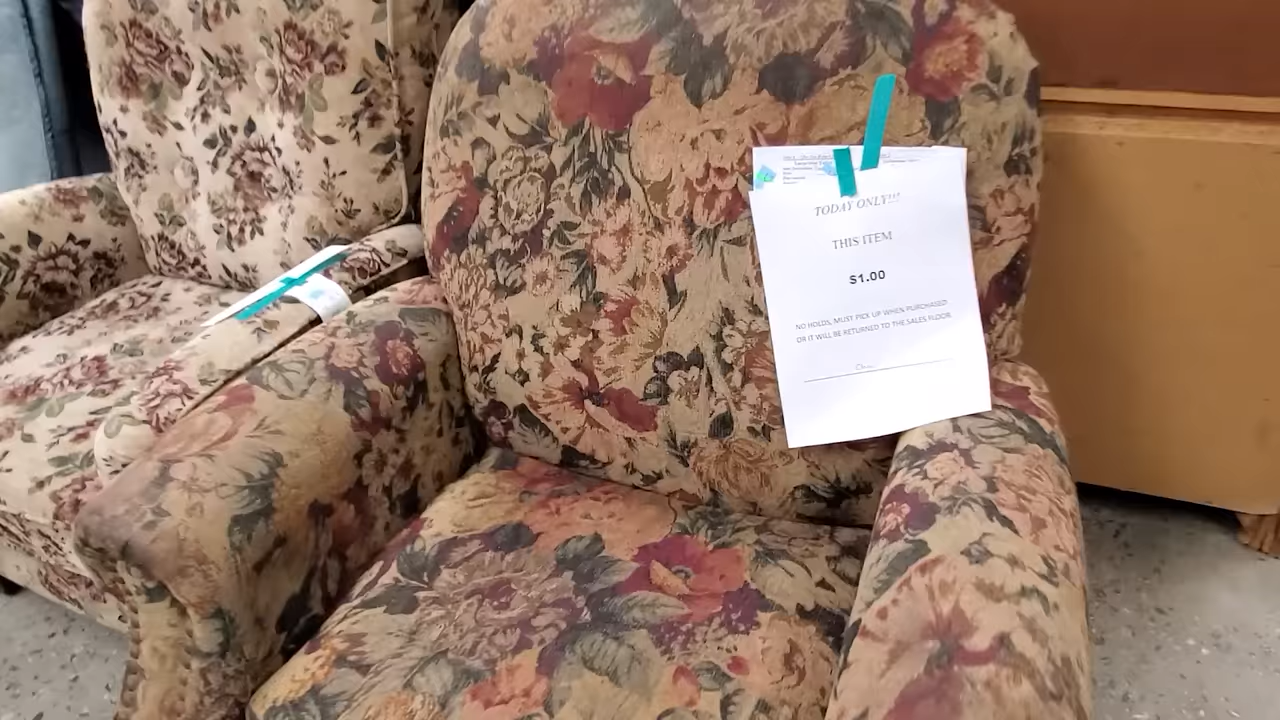 TODAY ONLY!!!
THIS ITEM
$1.00
NO HOLDS, MUST PICK UP WHEN PURCHASED
OR IT WILL BE RETURNED TO THE SALES FLOOR